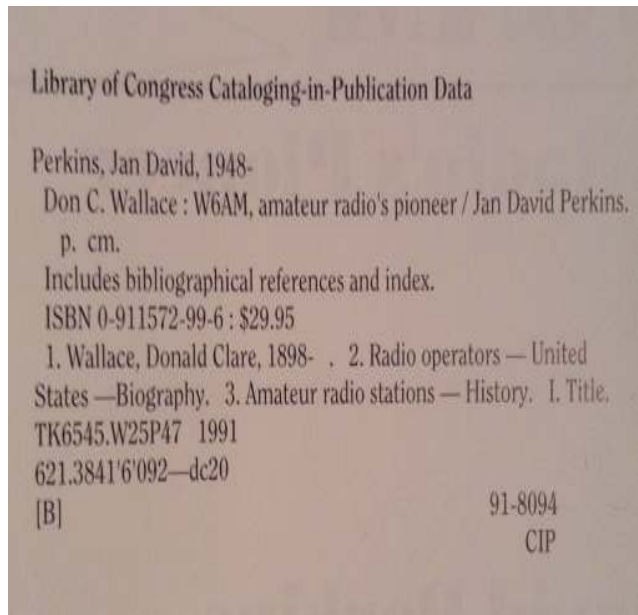 Library of Congress Cataloging-in-Publication Data
Perkins, Jan David, 1948-
Don C. Wallace : W6AM, amateur radio's pioneer / Jan David Perkins.
p. cm.
Includes bibliographical references and index.
ISBN 0-911572-99-6 : $29.95
1. Wallace, Donald Clare, 1898- . 2. Radio operators — United
States —Biography. 3. Amateur radio stations — History. I. Title.
TK6545.W25P47 1991
621.3841'6'092—dc20
[B]
91-8094
CIP